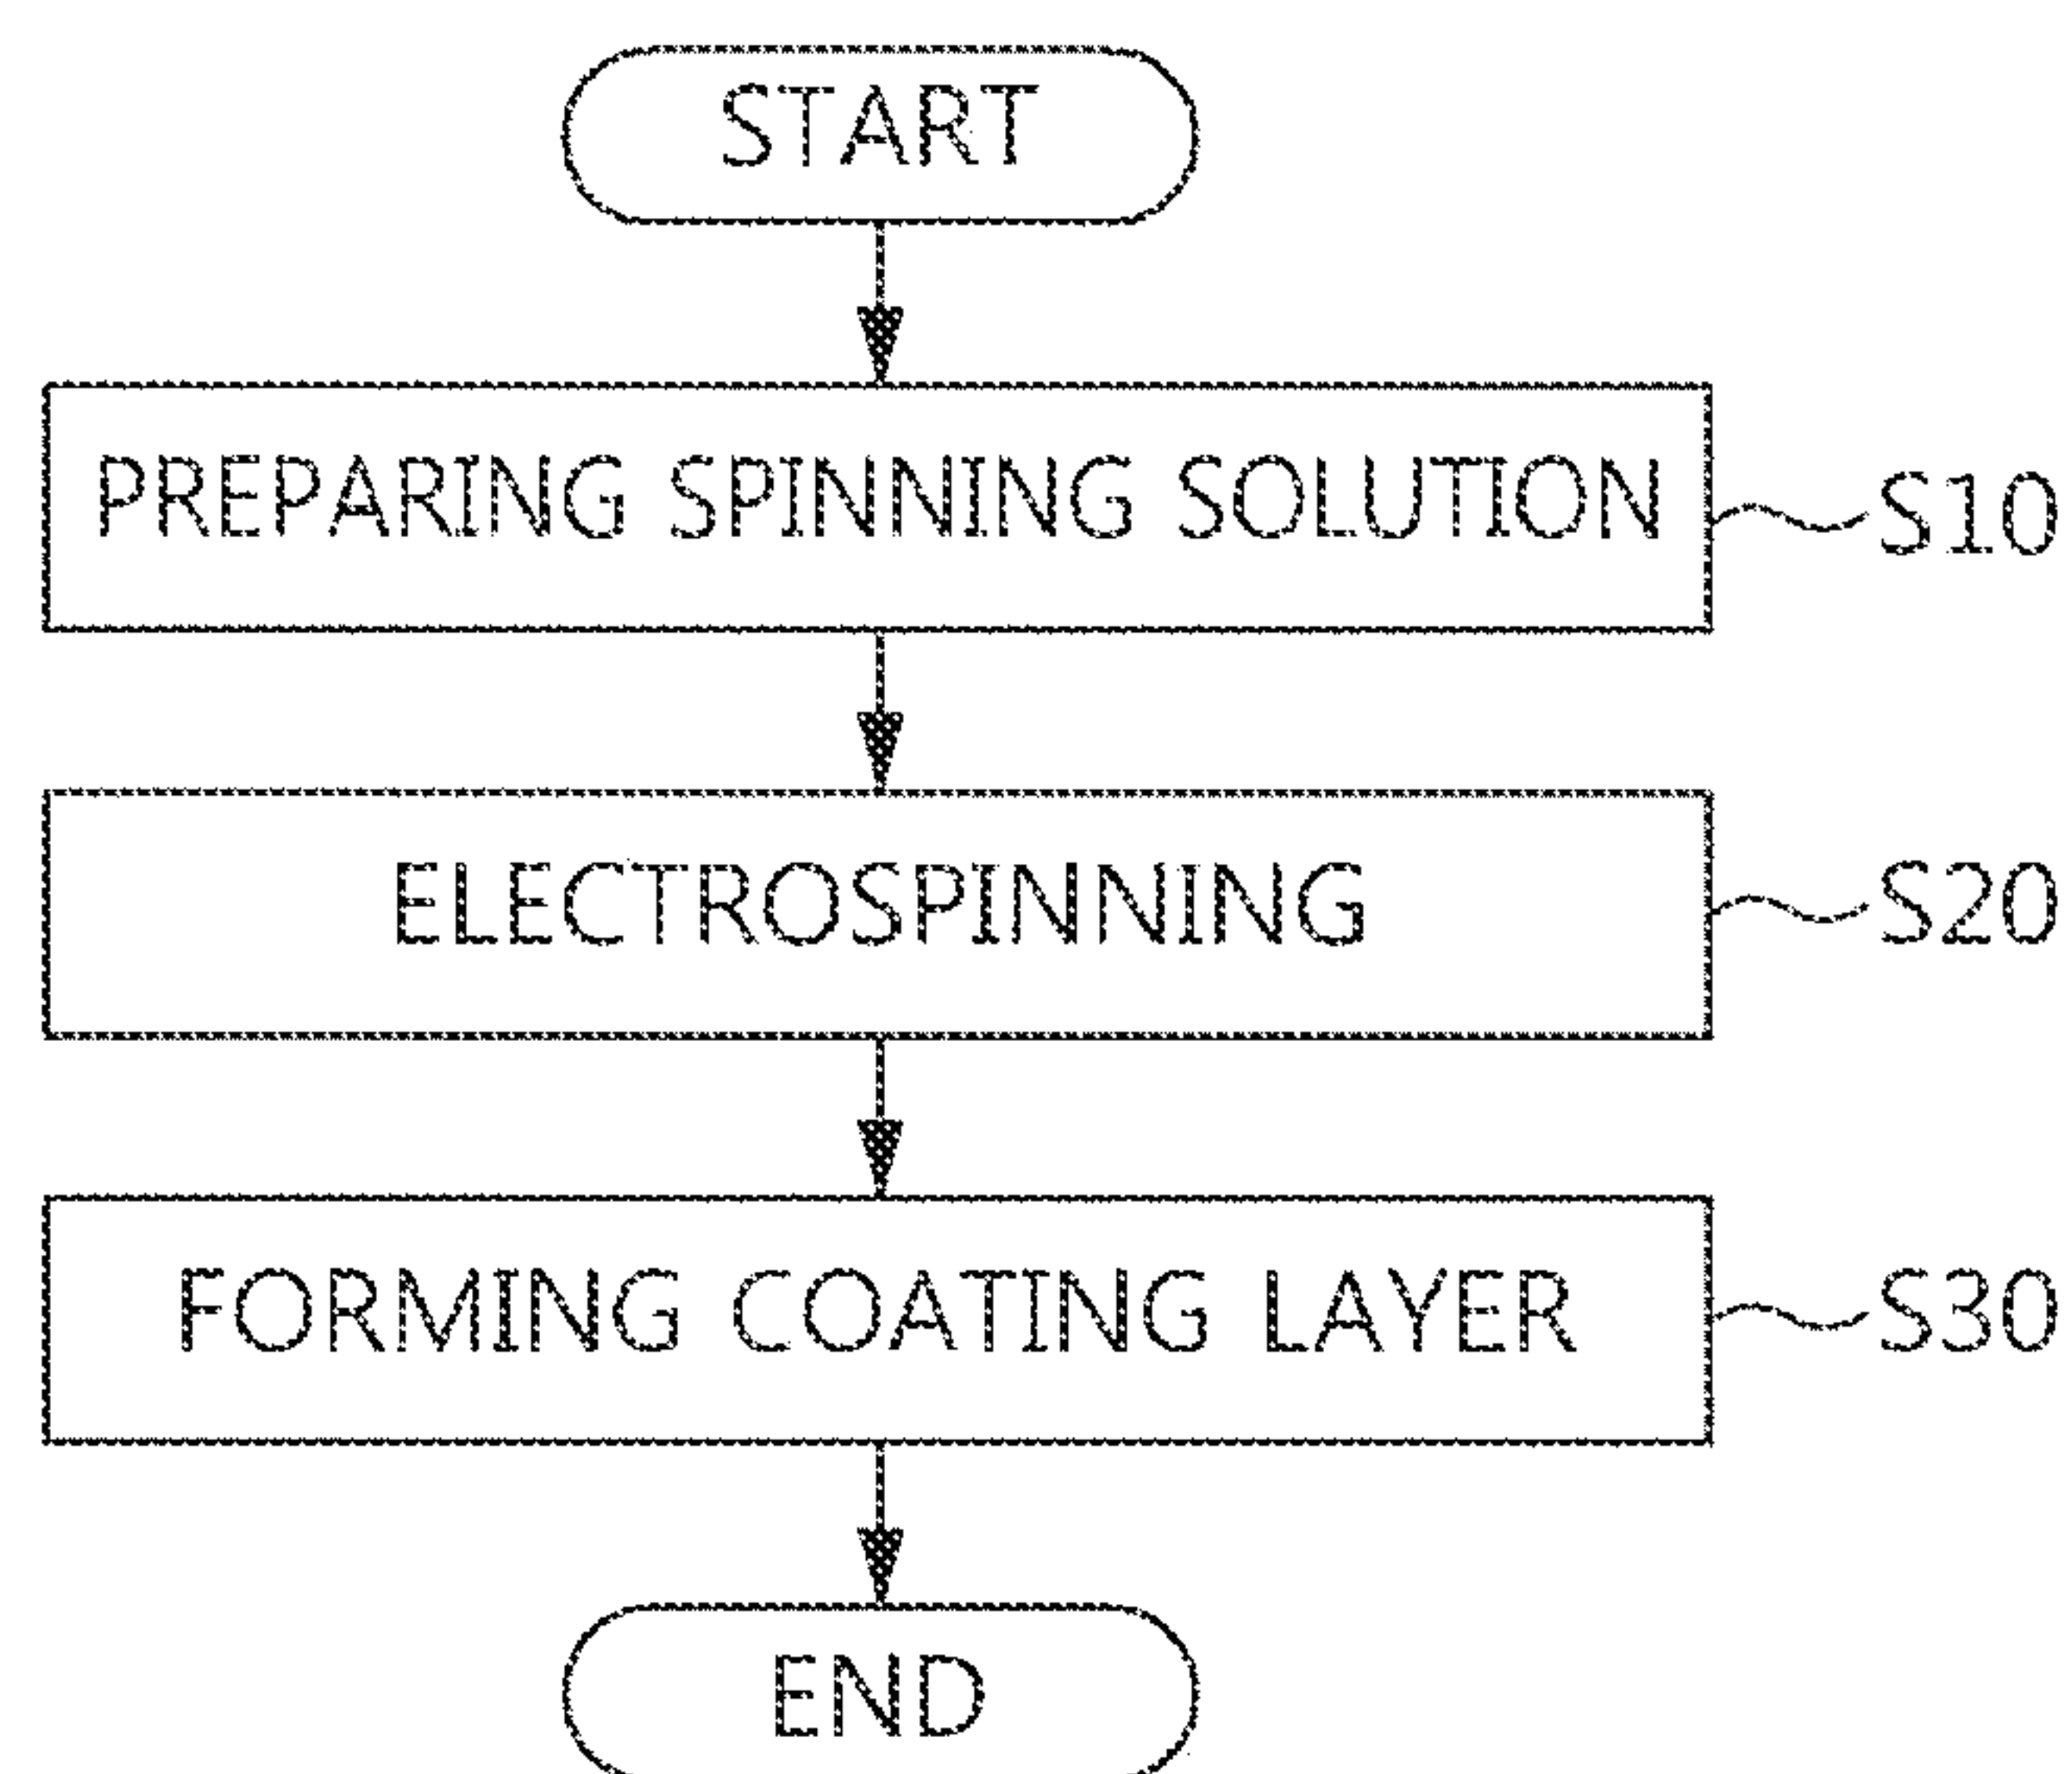 START
PREPARING SPINNING SOLUTION
S10
ELECTROSPINNING
S20
FORMING COATING LAYER
S30
END